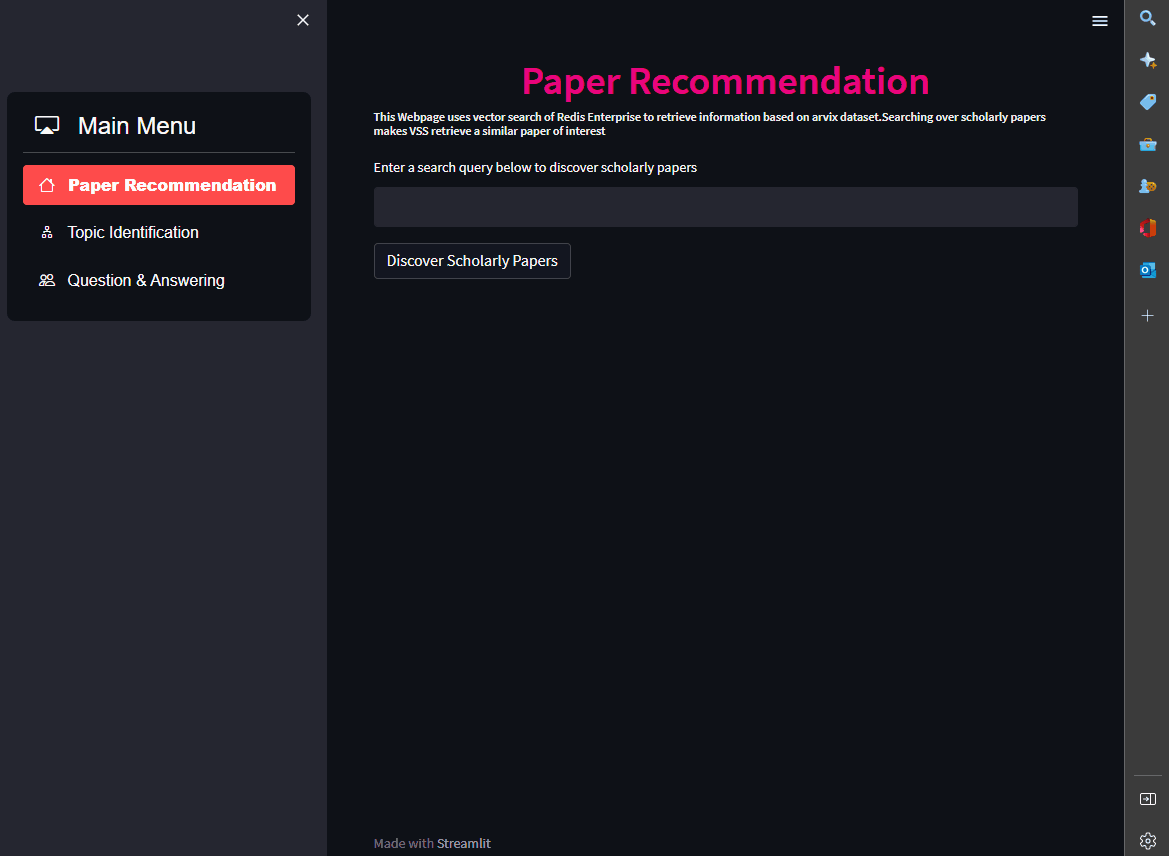 Main Menu
Paper Recommendation
Topic Identification
Question & Answering
Paper Recommendation
This Webpage uses vector search of Redis Enterprise to retrieve information based on arvix dataset.Searching over scholarly papers
makes VSS retrieve a similar paper of interest
Enter a search query below to discover scholarly papers
Discover Scholarly Papers
Made with Streamlit